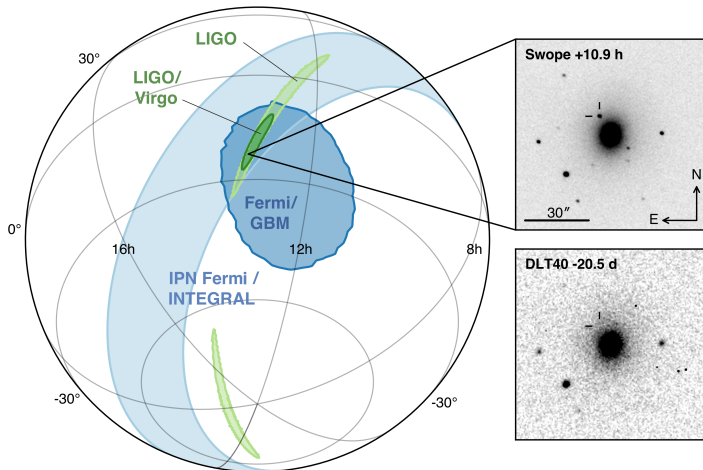 LIGO
LIGO/
Virgo
30°
0°
16h
12h
8h
Fermi/
GBM
IPN Fermi /
INTEGRAL
-30°
-30°
Swope +10.9 h
N
E
30″
DLT40 -20.5 d